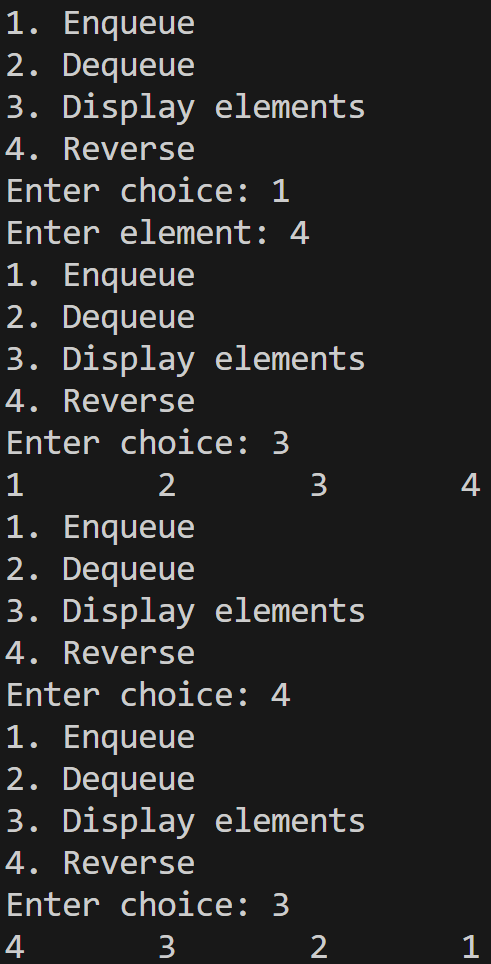 1. Enqueue
2. Dequeue
3. Display elements
4. Reverse
Enter choice: 1
Enter element: 4
1. Enqueue
2. Dequeue
3. Display elements
4. Reverse
Enter choice: 3
1       2       3       4
1. Enqueue
2. Dequeue
3. Display elements
4. Reverse
Enter choice: 4
1. Enqueue
2. Dequeue
3. Display elements
4. Reverse
Enter choice: 3
4       3       2       1